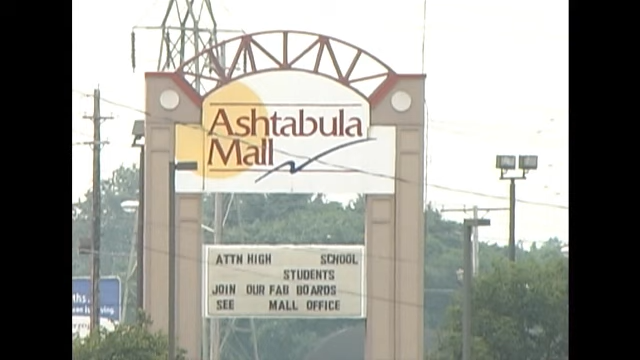 Ashtabula
Mall
ATTN HIGH SCHOOL
STUDENTS
JOIN OUR FAB BOARDS
SEE MALL OFFICE